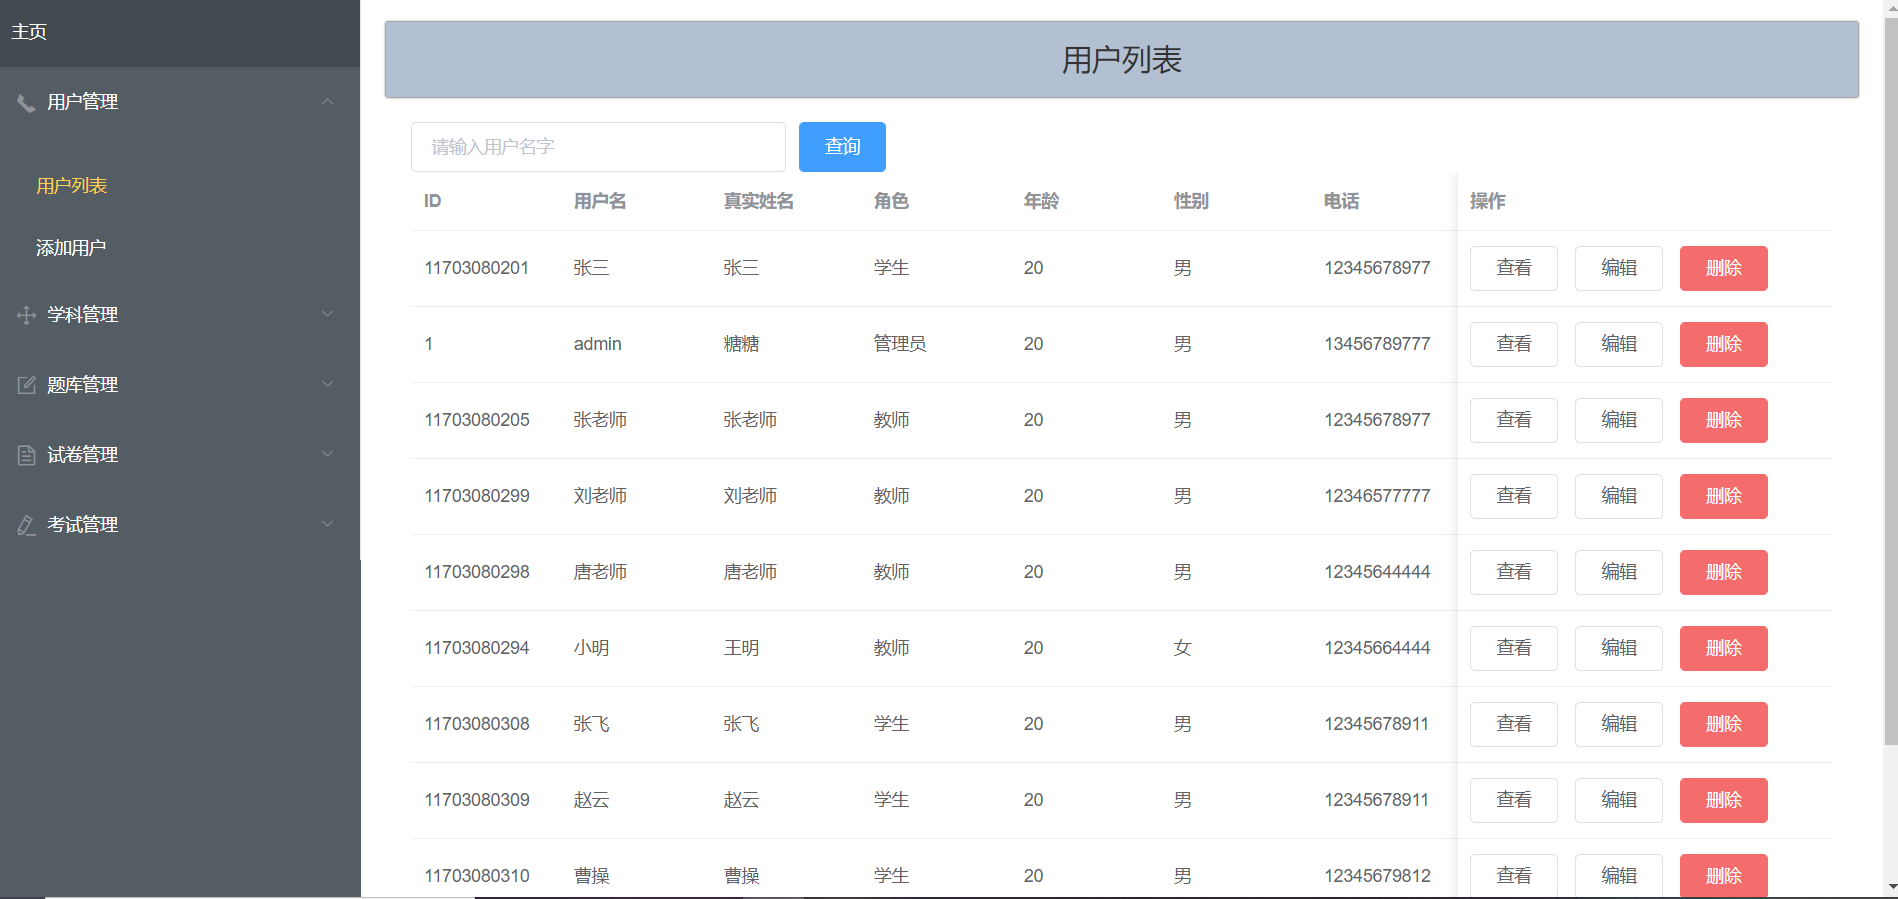 主页
用户管理
用户列表
添加用户
学科管理
题库管理
试卷管理
考试管理
用户列表
请输入用户名字 查询
ID 用户名 真实姓名 角色 年龄 性别 电话 操作
11703080201 张三 张三 学生 20 男 12345678977 查看 编辑 删除
1 admin 糖糖 管理员 20 男 13456789777 查看 编辑 删除
11703080205 张老师 张老师 教师 20 男 12345678977 查看 编辑 删除
11703080299 刘老师 刘老师 教师 20 男 12346577777 查看 编辑 删除
11703080298 唐老师 唐老师 教师 20 男 12345644444 查看 编辑 删除
11703080294 小明 王明 教师 20 女 12345664444 查看 编辑 删除
11703080308 张飞 张飞 学生 20 男 12345678911 查看 编辑 删除
11703080309 赵云 赵云 学生 20 男 12345678911 查看 编辑 删除
11703080310 曹操 曹操 学生 20 男 12345679812 查看 编辑 删除